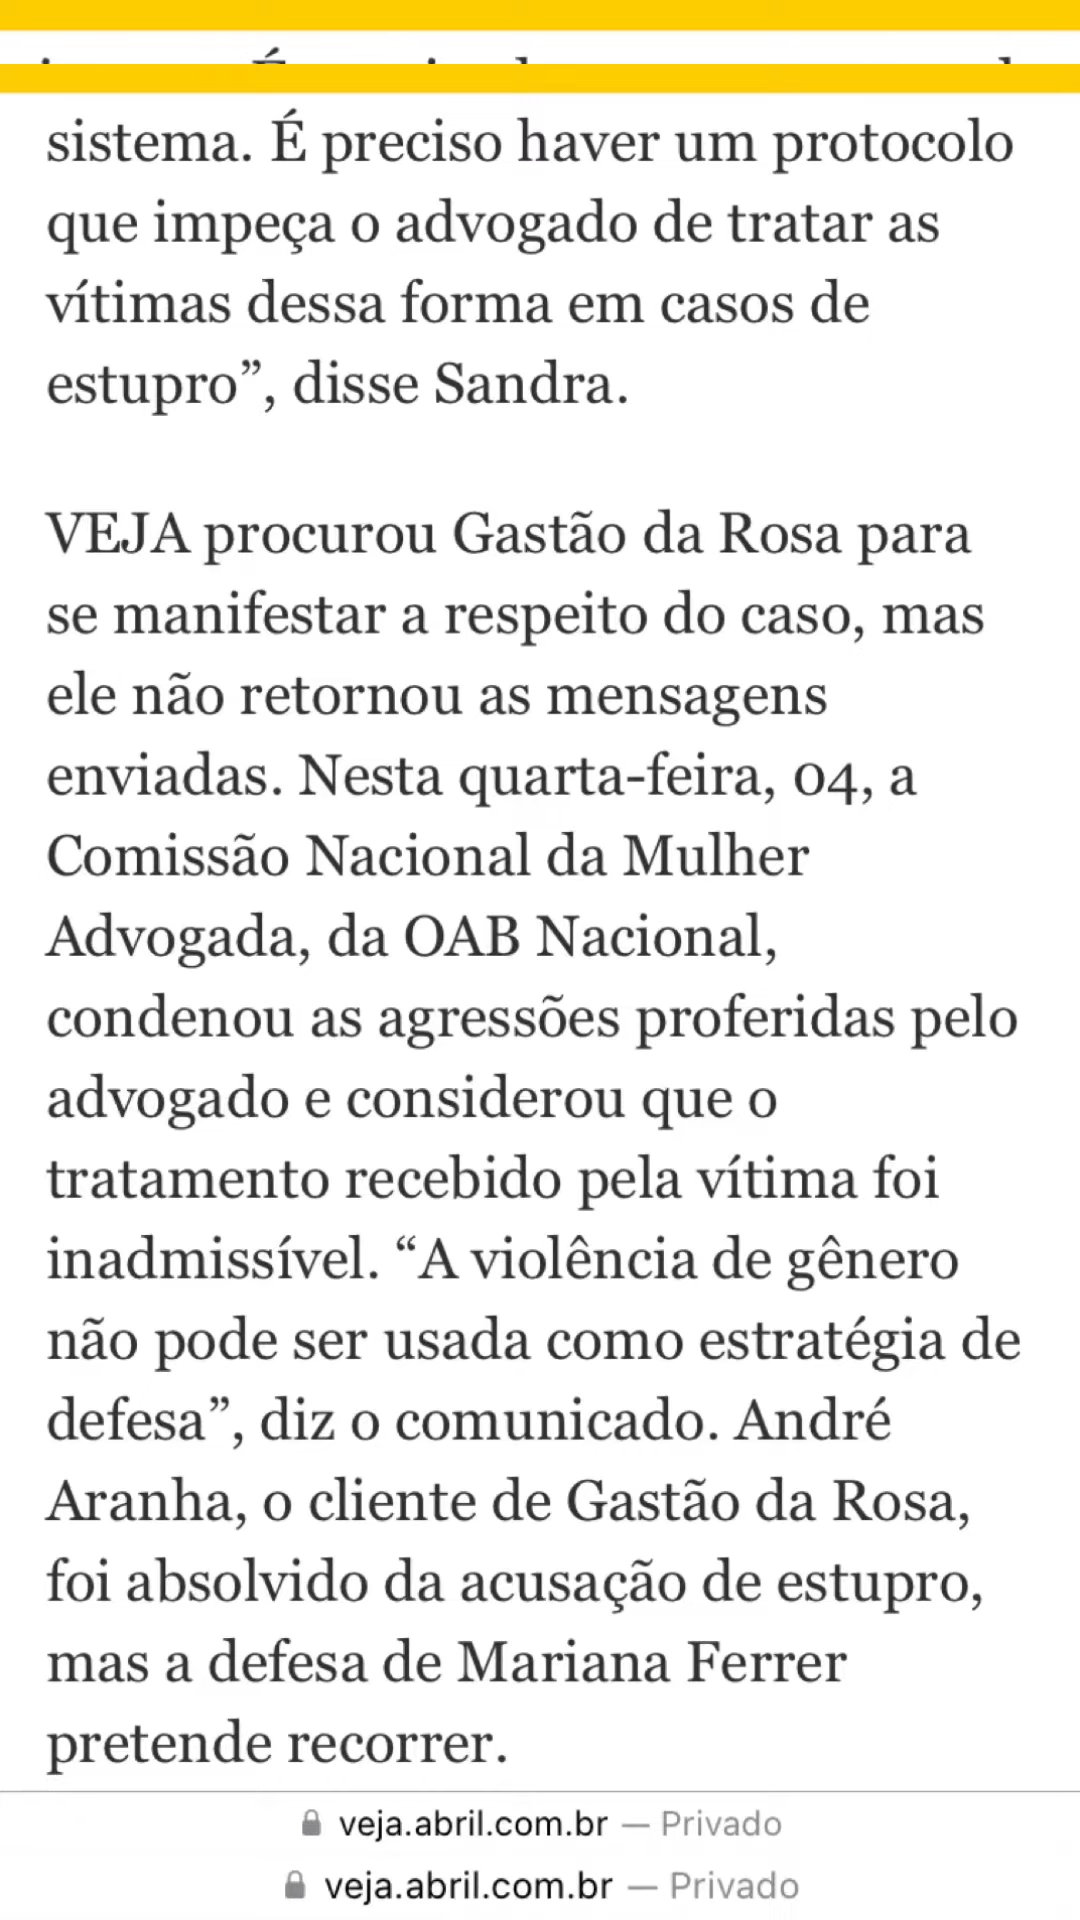 sistema. É preciso haver um protocolo
que impeça o advogado de tratar as
vítimas dessa forma em casos de
estupro”, disse Sandra.
VEJA procurou Gastão da Rosa para
se manifestar a respeito do caso, mas
ele não retornou as mensagens
enviadas. Nesta quarta-feira, 04, a
Comissão Nacional da Mulher
Advogada, da OAB Nacional,
condenou as agressões proferidas pelo
advogado e considerou que o
tratamento recebido pela vítima foi
inadmissível. “A violência de gênero
não pode ser usada como estratégia de
defesa”, diz o comunicado. André
Aranha, o cliente de Gastão da Rosa,
foi absolvido da acusação de estupro,
mas a defesa de Mariana Ferrer
pretende recorrer.
veja.abril.com.br — Privado
veja.abril.com.br — Privado